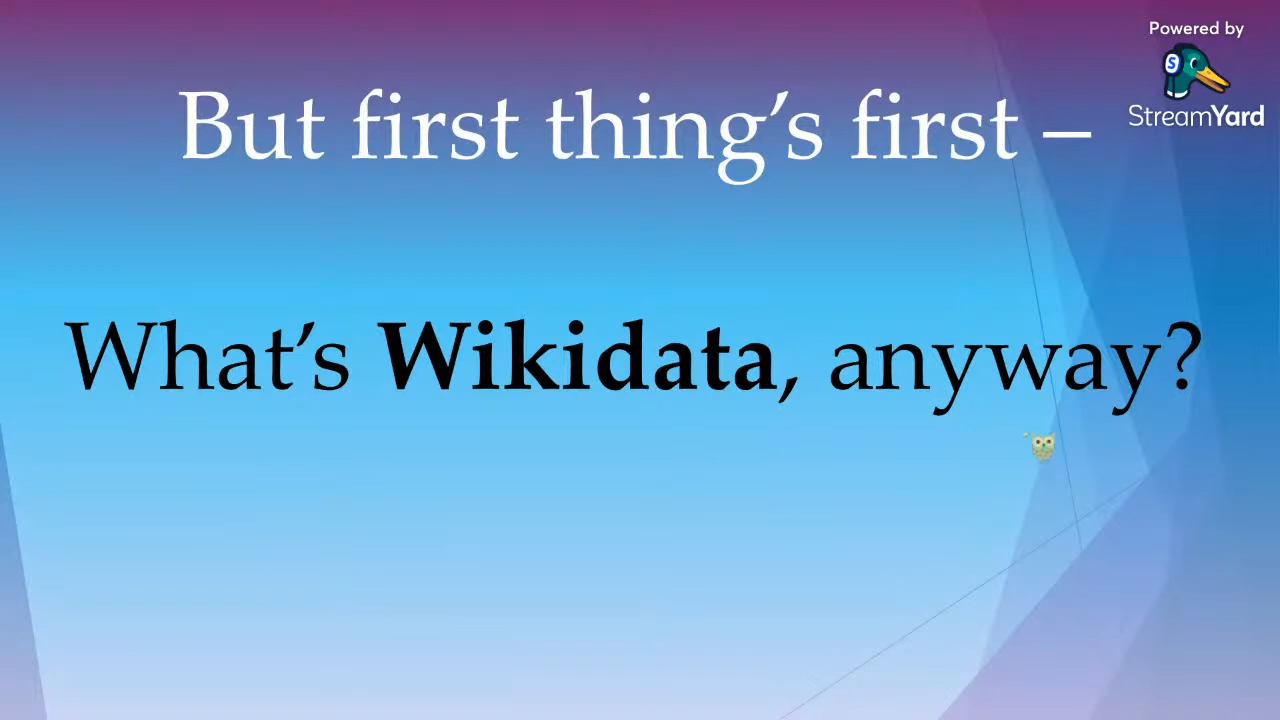 Powered by
StreamYard
But first thing’s first –
What’s Wikidata, anyway?